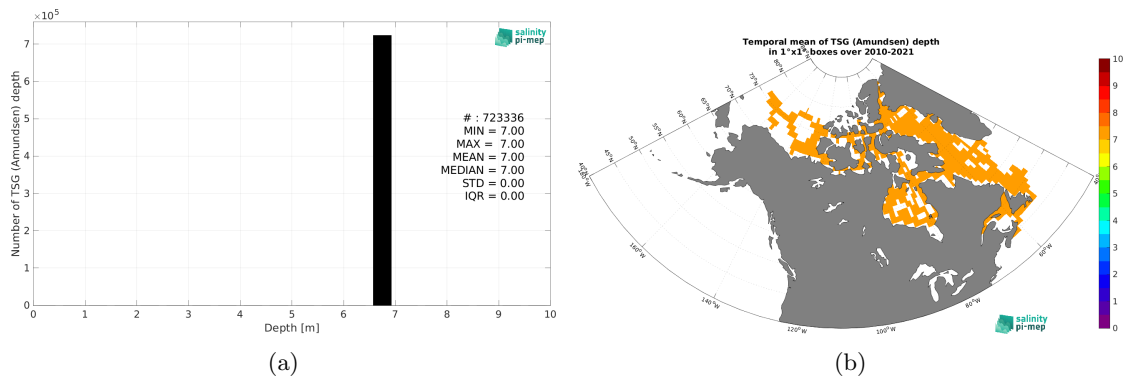 ×10⁵
7
6
5
4
3
2
1
0
0 1 2 3 4 5 6 7 8 9 10
Number of TSG (Amundsen) depth
Depth [m]
salinity
pi-mep
# : 723336
MIN = 7.00
MAX = 7.00
MEAN = 7.00
MEDIAN = 7.00
STD = 0.00
IQR = 0.00
(a)
Temporal mean of TSG (Amundsen) depth
in 1°x1° boxes over 2010-2021
80°N
75°N
70°N
65°N
60°N
55°N
50°N
45°N
180°W
160°W
140°W
120°W
100°W
80°W
60°W
10
9
8
7
6
5
4
3
2
1
0
salinity
pi-mep
(b)